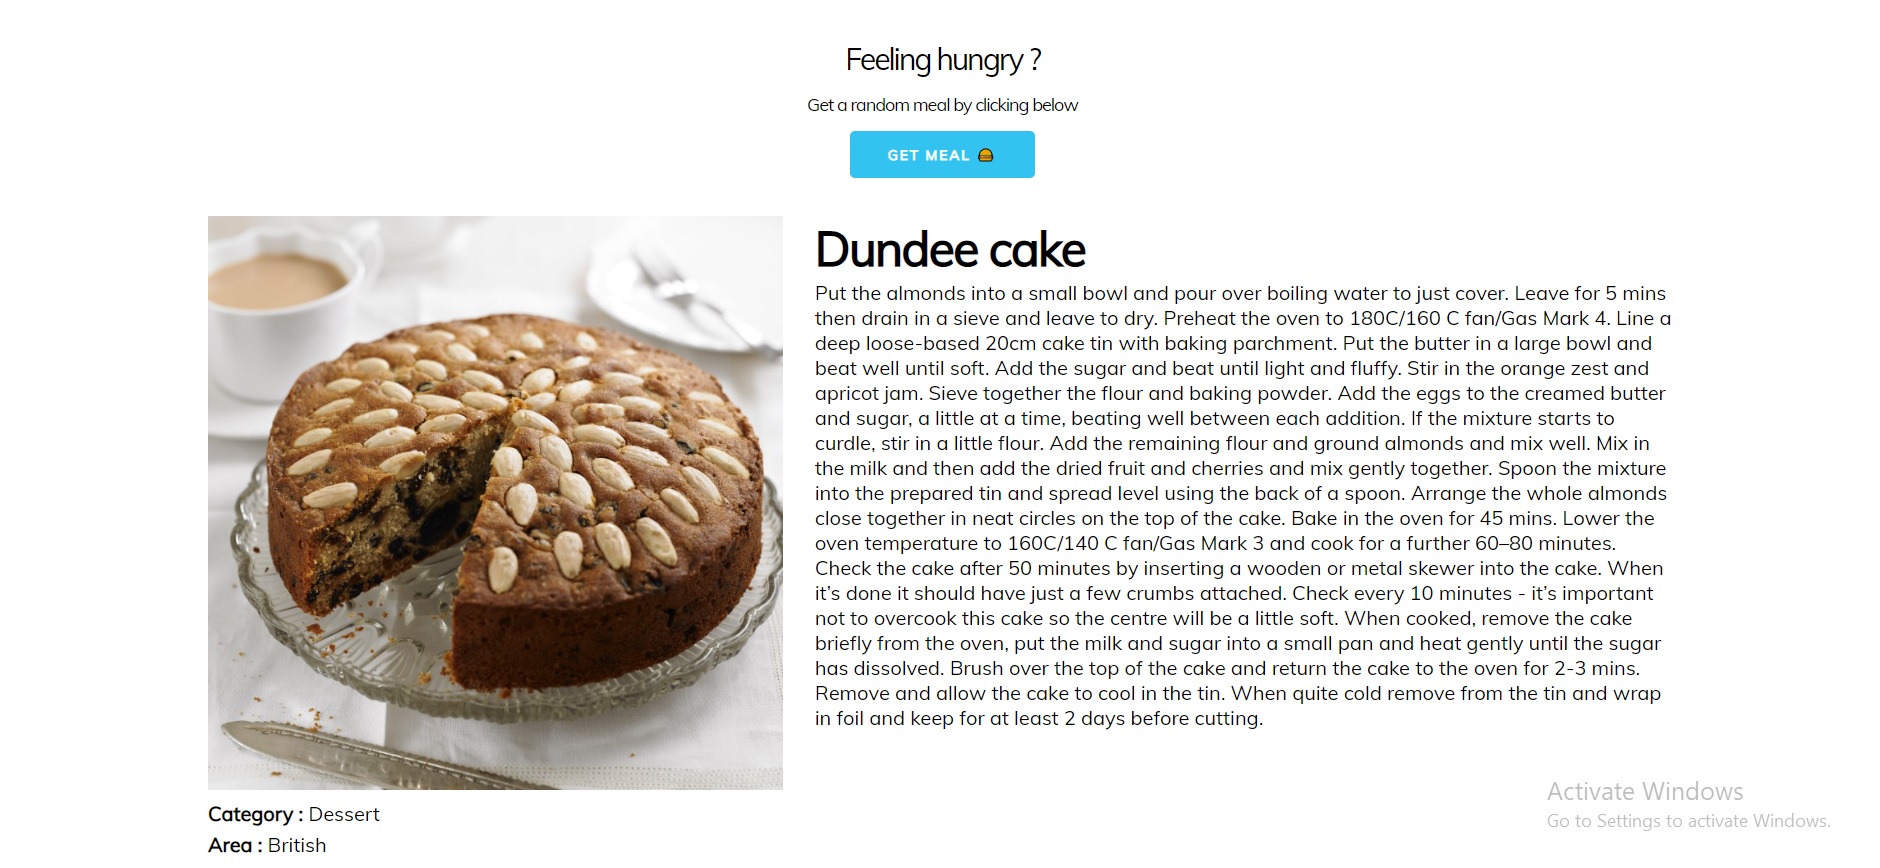 Feeling hungry ?
Get a random meal by clicking below
GET MEAL 🍔
Dundee cake
Put the almonds into a small bowl and pour over boiling water to just cover. Leave for 5 mins
then drain in a sieve and leave to dry. Preheat the oven to 180C/160 C fan/Gas Mark 4. Line a
deep loose-based 20cm cake tin with baking parchment. Put the butter in a large bowl and
beat well until soft. Add the sugar and beat until light and fluffy. Stir in the orange zest and
apricot jam. Sieve together the flour and baking powder. Add the eggs to the creamed butter
and sugar, a little at a time, beating well between each addition. If the mixture starts to
curdle, stir in a little flour. Add the remaining flour and ground almonds and mix well. Mix in
the milk and then add the dried fruit and cherries and mix gently together. Spoon the mixture
into the prepared tin and spread level using the back of a spoon. Arrange the whole almonds
close together in neat circles on the top of the cake. Bake in the oven for 45 mins. Lower the
oven temperature to 160C/140 C fan/Gas Mark 3 and cook for a further 60–80 minutes.
Check the cake after 50 minutes by inserting a wooden or metal skewer into the cake. When
it’s done it should have just a few crumbs attached. Check every 10 minutes - it’s important
not to overcook this cake so the centre will be a little soft. When cooked, remove the cake
briefly from the oven, put the milk and sugar into a small pan and heat gently until the sugar
has dissolved. Brush over the top of the cake and return the cake to the oven for 2-3 mins.
Remove and allow the cake to cool in the tin. When quite cold remove from the tin and wrap
in foil and keep for at least 2 days before cutting.
Category : Dessert
Area : British
Activate Windows
Go to Settings to activate Windows.